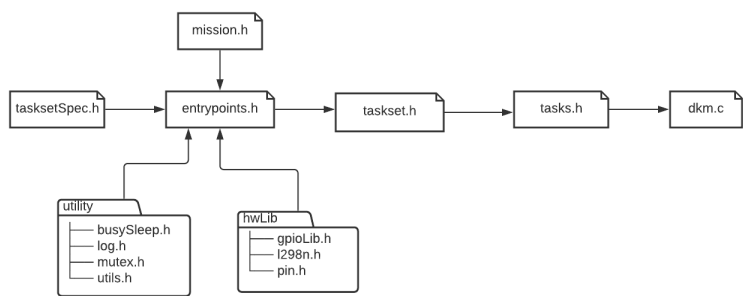 mission.h
tasksetSpec.h
entrypoints.h
taskset.h
tasks.h
dkm.c
utility
busySleep.h
log.h
mutex.h
utils.h
hwLib
gpioLib.h
l298n.h
pin.h